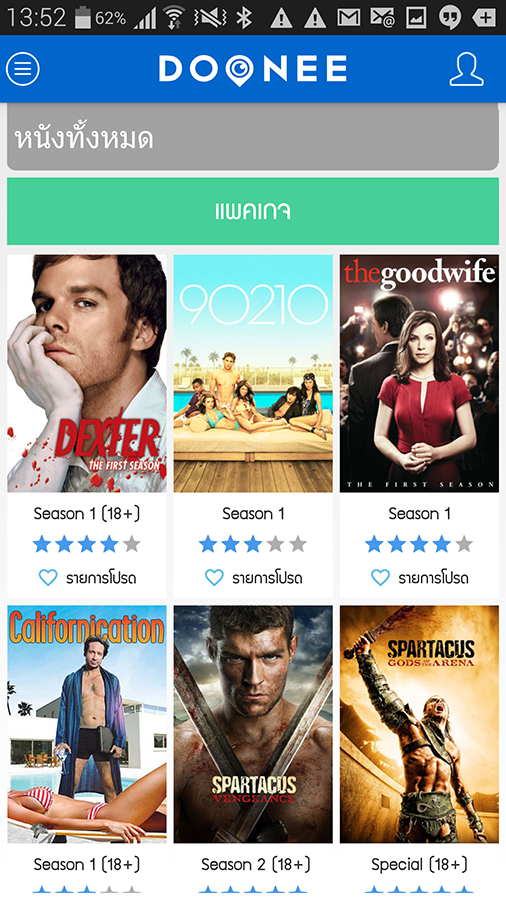 13:52 62%
DOONEE
หนังทั้งหมด
แพคเกจ
DEXTER
THE FIRST SEASON
90210
thegoodwife
THE FIRST SEASON
Season 1 (18+)
Season 1
Season 1
รายการโปรด
รายการโปรด
รายการโปรด
Californication
SPARTACUS
VENGEANCE
SPARTACUS
GODS OF THE ARENA
Season 1 (18+)
Season 2 (18+)
Special (18+)